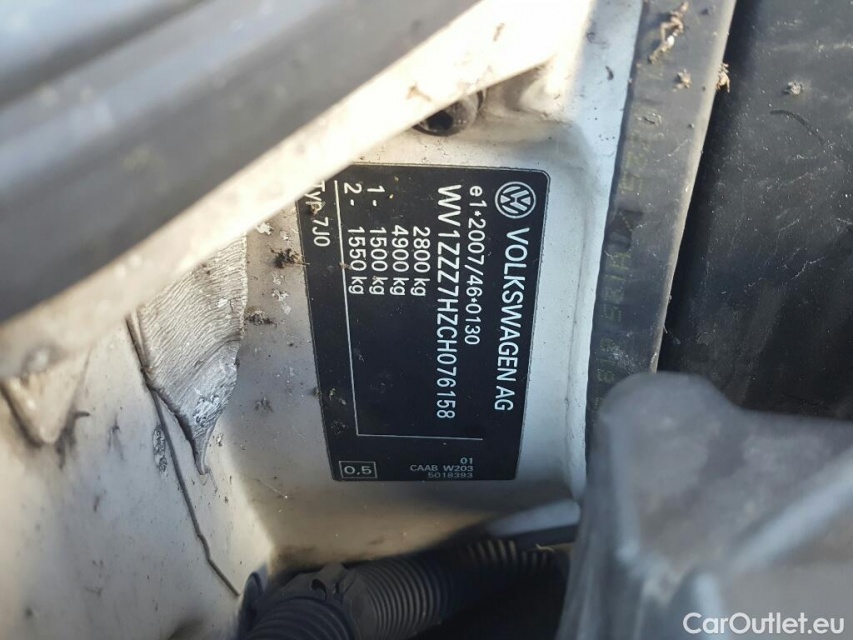 VOLKSWAGEN AG
e1*2007/46*0130
WV1ZZZ7HZCH076158
2800 kg
4900 kg
1- 1500 kg
2- 1550 kg
Typ 7J0
01
CAAB W203
5018393
0.5
CarOutlet.eu